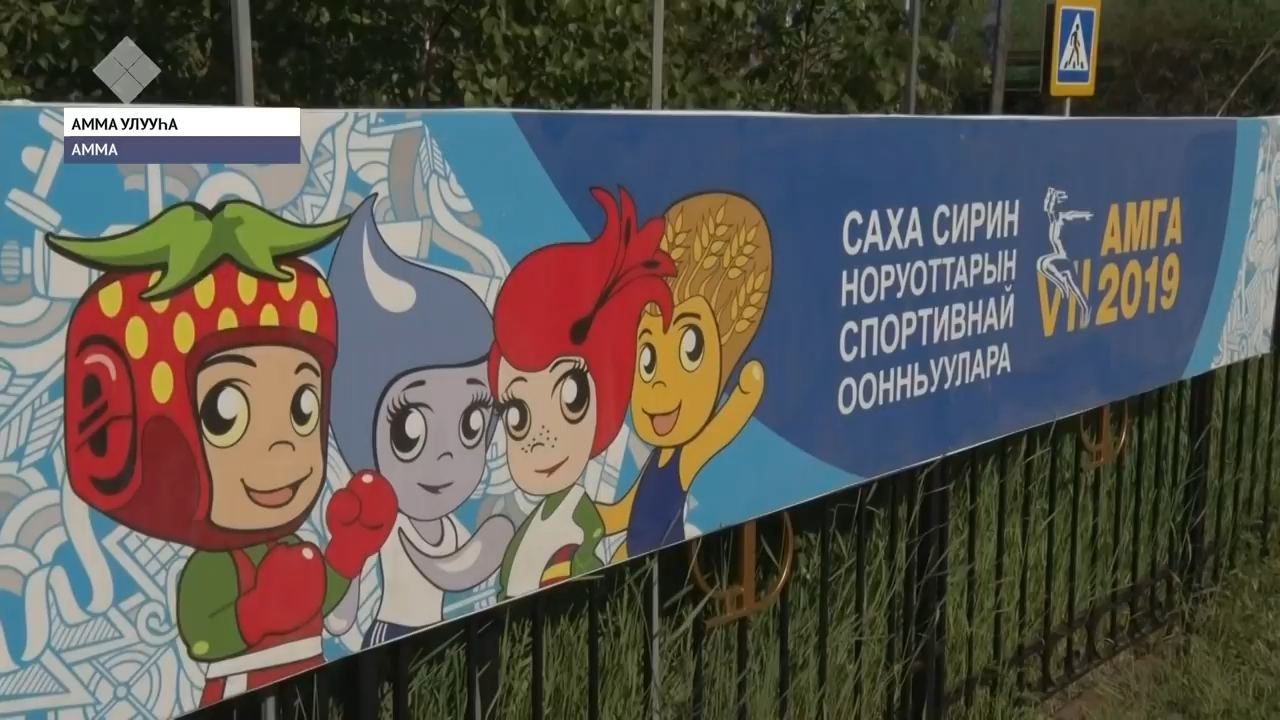 АММА УЛУУҺА
АММА
САХА СИРИН
НОРУОТТАРЫН
СПОРТИВНАЙ
ООННЬУУЛАРА
VII АМГА
2019